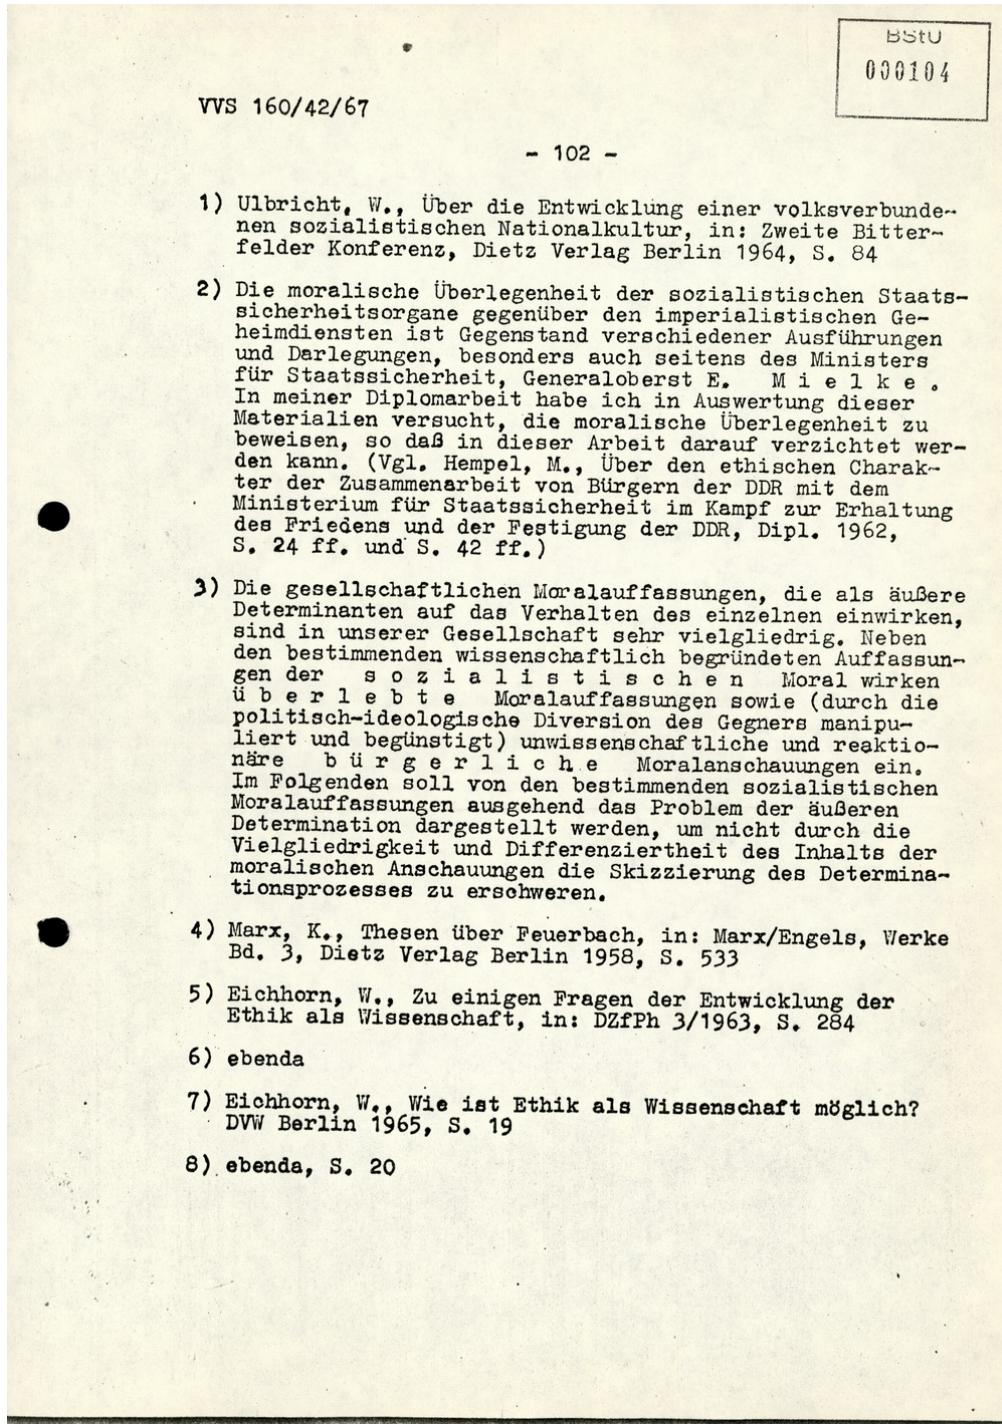 BStU
000104
VVS 160/42/67
- 102 -
1) Ulbricht, W., Über die Entwicklung einer volksverbunde-
nen sozialistischen Nationalkultur, in: Zweite Bitter-
felder Konferenz, Dietz Verlag Berlin 1964, S. 84
2) Die moralische Überlegenheit der sozialistischen Staats-
sicherheitsorgane gegenüber den imperialistischen Ge-
heimdiensten ist Gegenstand verschiedener Ausführungen
und Darlegungen, besonders auch seitens des Ministers
für Staatssicherheit, Generaloberst E. M i e l k e .
In meiner Diplomarbeit habe ich in Auswertung dieser
Materialien versucht, die moralische Überlegenheit zu
beweisen, so daß in dieser Arbeit darauf verzichtet wer-
den kann. (Vgl. Hempel, M., Über den ethischen Charak-
ter der Zusammenarbeit von Bürgern der DDR mit dem
Ministerium für Staatssicherheit im Kampf zur Erhaltung
des Friedens und der Festigung der DDR, Dipl. 1962,
S. 24 ff. und S. 42 ff.)
3) Die gesellschaftlichen Moralauffassungen, die als äußere
Determinanten auf das Verhalten des einzelnen einwirken,
sind in unserer Gesellschaft sehr vielgliedrig. Neben
den bestimmenden wissenschaftlich begründeten Auffassun-
gen der s o z i a l i s t i s c h e n Moral wirken
ü b e r l e b t e Moralauffassungen sowie (durch die
politisch-ideologische Diversion des Gegners manipu-
liert und begünstigt) unwissenschaftliche und reaktio-
näre b ü r g e r l i c h e Moralanschauungen ein.
Im Folgenden soll von den bestimmenden sozialistischen
Moralauffassungen ausgehend das Problem der äußeren
Determination dargestellt werden, um nicht durch die
Vielgliedrigkeit und Differenziertheit des Inhalts der
moralischen Anschauungen die Skizzierung des Determina-
tionsprozesses zu erschweren.
4) Marx, K., Thesen über Feuerbach, in: Marx/Engels, Werke
Bd. 3, Dietz Verlag Berlin 1958, S. 533
5) Eichhorn, W., Zu einigen Fragen der Entwicklung der
Ethik als Wissenschaft, in: DZfPh 3/1963, S. 284
6) ebenda
7) Eichhorn, W., Wie ist Ethik als Wissenschaft möglich?
DVW Berlin 1965, S. 19
8) ebenda, S. 20